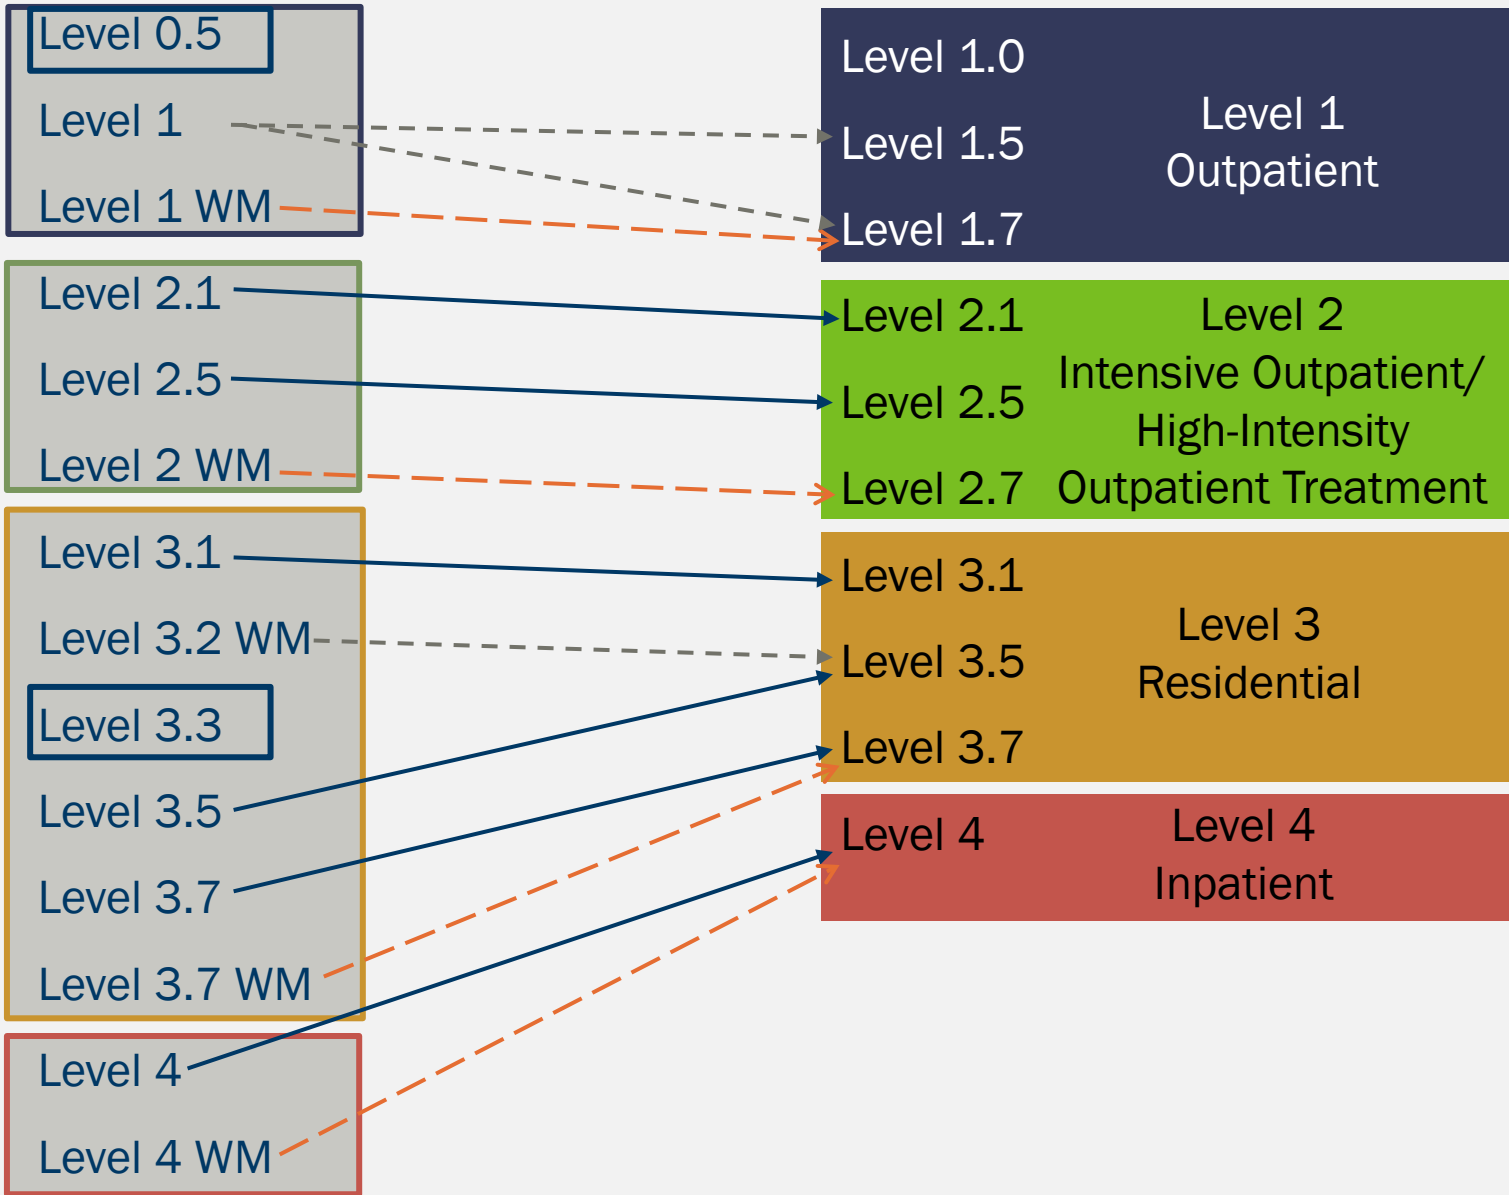 Level 0.5
Level 1
Level 1 WM
Level 2.1
Level 2.5
Level 2 WM
Level 3.1
Level 3.2 WM
Level 3.3
Level 3.5
Level 3.7
Level 3.7 WM
Level 4
Level 4 WM
Level 1.0
Level 1.5
Level 1.7
Level 1
Outpatient
Level 2.1
Level 2.5
Level 2.7
Level 2
Intensive Outpatient/
High-Intensity
Outpatient Treatment
Level 3.1
Level 3.5
Level 3.7
Level 3
Residential
Level 4
Level 4
Inpatient